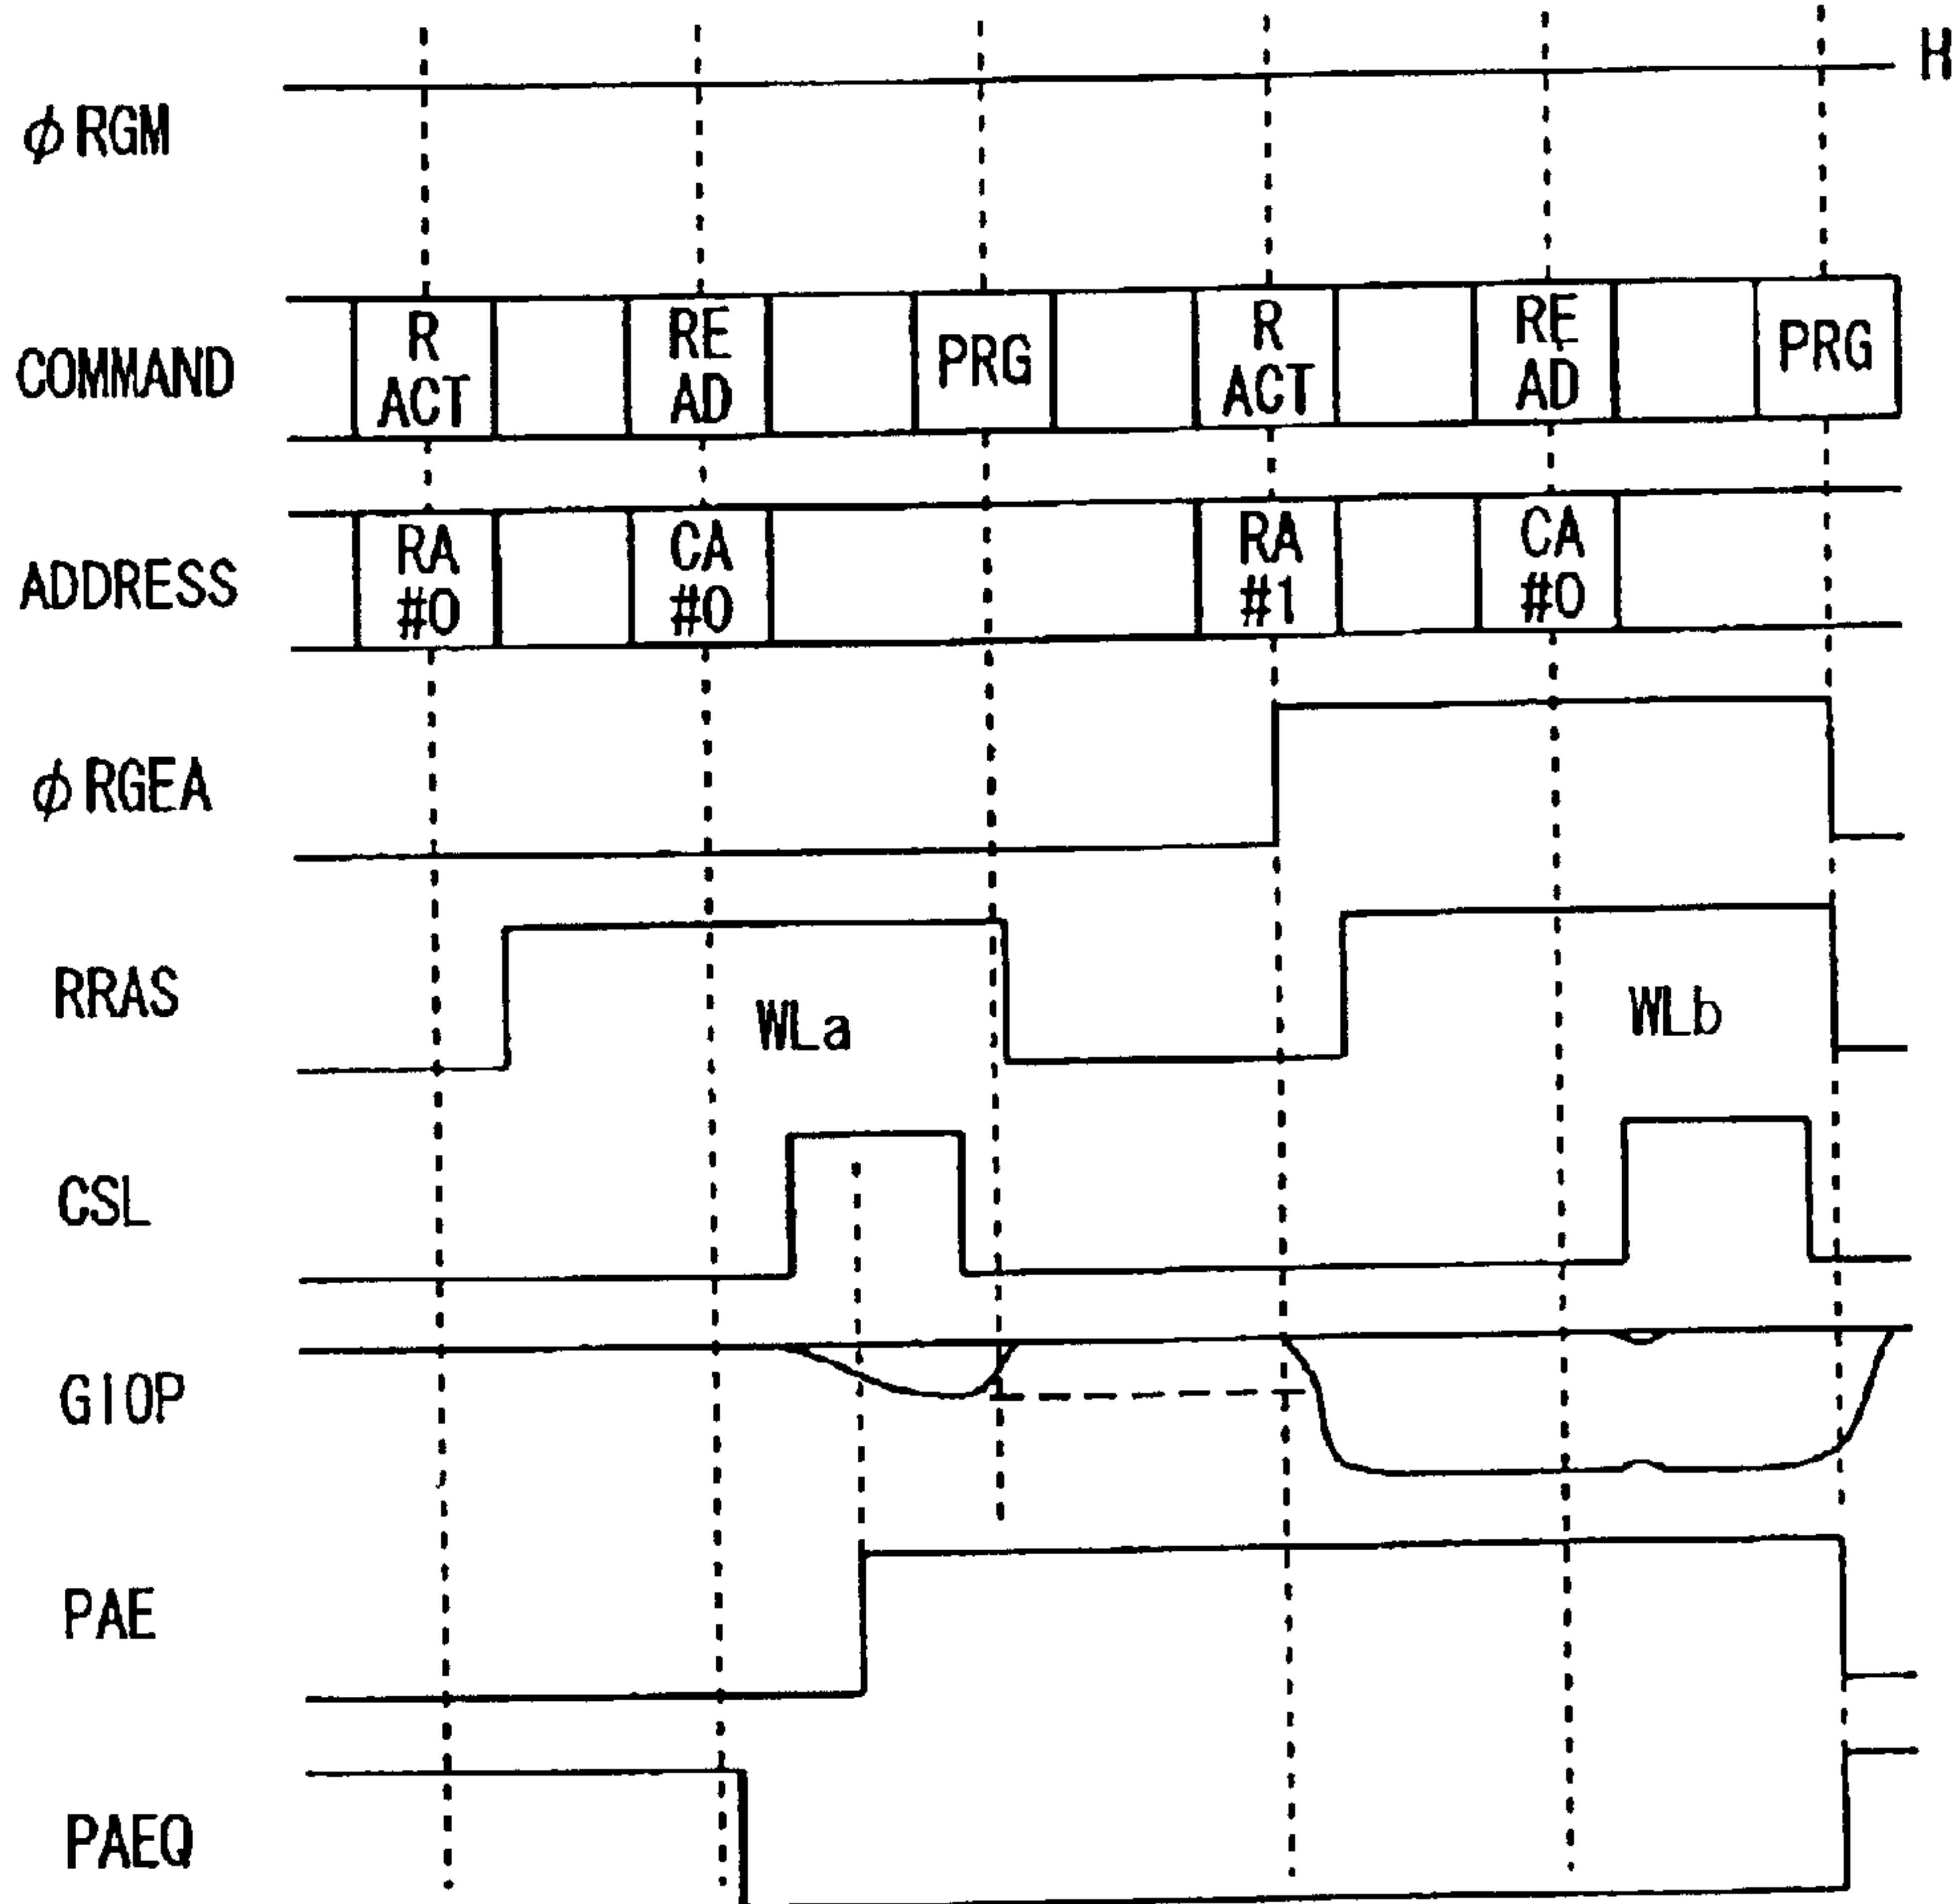 H
φRGM
COMMAND
R ACT
RE AD
PRG
R ACT
RE AD
PRG
ADDRESS
RA #0
CA #0
RA #1
CA #0
φRGEA
RRAS
WLa
WLb
CSL
GIOP
PAE
PAEQ